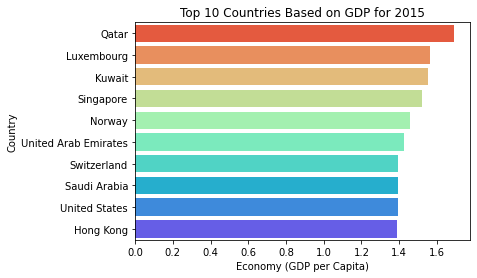 Top 10 Countries Based on GDP for 2015
Country
Qatar
Luxembourg
Kuwait
Singapore
Norway
United Arab Emirates
Switzerland
Saudi Arabia
United States
Hong Kong
0.0 0.2 0.4 0.6 0.8 1.0 1.2 1.4 1.6
Economy (GDP per Capita)